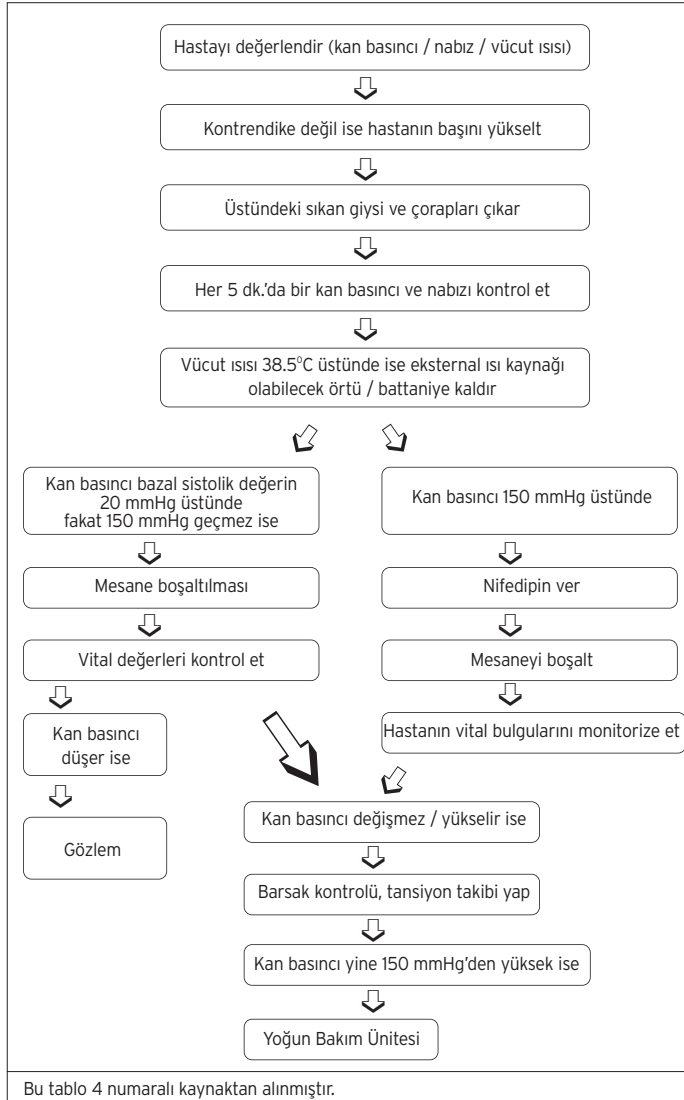 Hastayı değerlendir (kan basıncı / nabız / vücut ısısı)
Kontrendike değil ise hastanın başını yükselt
Üstündeki sıkan giysi ve çorapları çıkar
Her 5 dk.'da bir kan basıncı ve nabızı kontrol et
Vücut ısısı 38.5⁰C üstünde ise eksternal ısı kaynağı
olabilecek örtü / battaniye kaldır
Kan basıncı bazal sistolik değerin
20 mmHg üstünde
fakat 150 mmHg geçmez ise
Mesane boşaltılması
Vital değerleri kontrol et
Kan basıncı
düşer ise
Gözlem
Kan basıncı 150 mmHg üstünde
Nifedipin ver
Mesaneyi boşalt
Hastanın vital bulgularını monitorize et
Kan basıncı değişmez / yükselir ise
Barsak kontrolü, tansiyon takibi yap
Kan basıncı yine 150 mmHg'den yüksek ise
Yoğun Bakım Ünitesi
Bu tablo 4 numaralı kaynaktan alınmıştır.